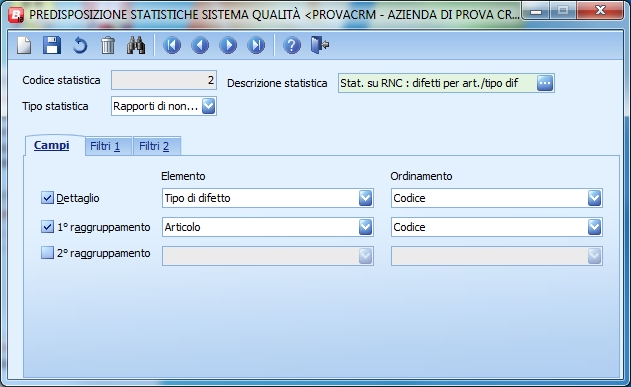 PREDISPOSIZIONE STATISTICHE SISTEMA QUALITÀ <PROVACRM - AZIENDA DI PROVA CR...
Codice statistica 2 Descrizione statistica Stat. su RNC : difetti per art./tipo dif ...
Tipo statistica Rapporti di non...
Campi Filtri 1 Filtri 2
Elemento Ordinamento
Dettaglio Tipo di difetto Codice
1° raggruppamento Articolo Codice
2° raggruppamento